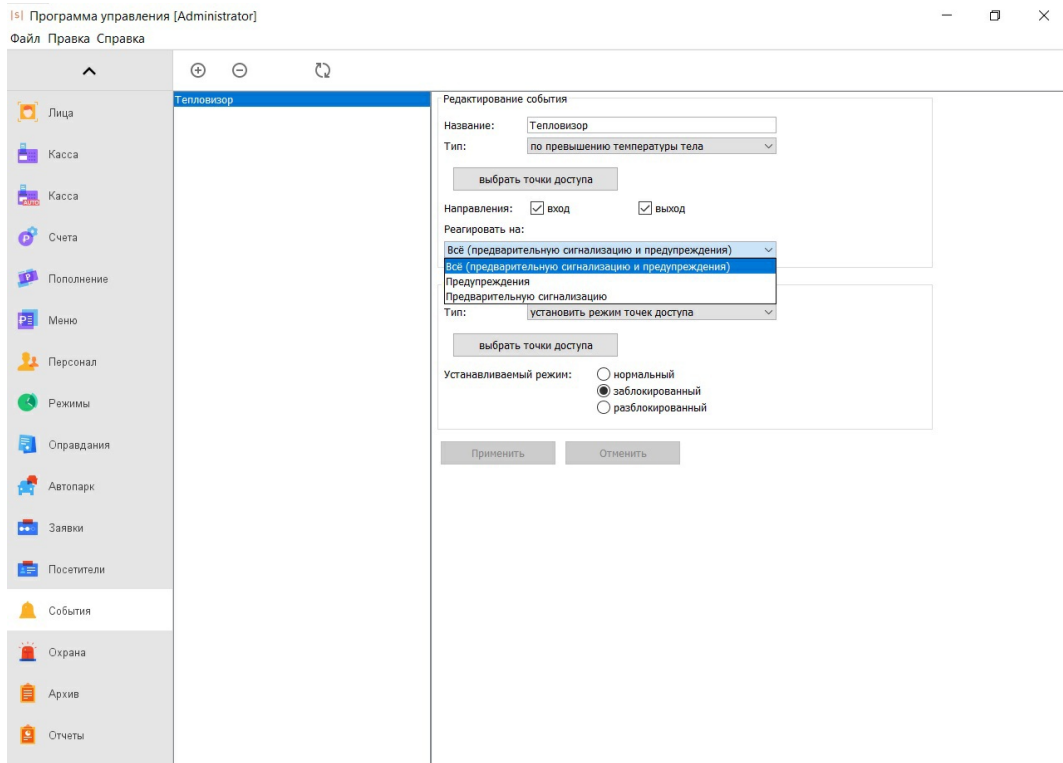 |s| Программа управления [Administrator]
Файл Правка Справка
Лица
Касса
Касса
AUTO
Счета
Пополнение
Меню
Персонал
Режимы
Оправдания
Автопарк
Заявки
Посетители
События
Охрана
Архив
Отчеты
Тепловизор
Редактирование события
Название: Тепловизор
Тип: по превышению температуры тела
выбрать точки доступа
Направления: вход выход
Реагировать на:
Всё (предварительную сигнализацию и предупреждения)
Всё (предварительную сигнализацию и предупреждения)
Предупреждения
Предварительную сигнализацию
Тип: установить режим точек доступа
выбрать точки доступа
Устанавливаемый режим: нормальный
заблокированный
разблокированный
Применить Отменить